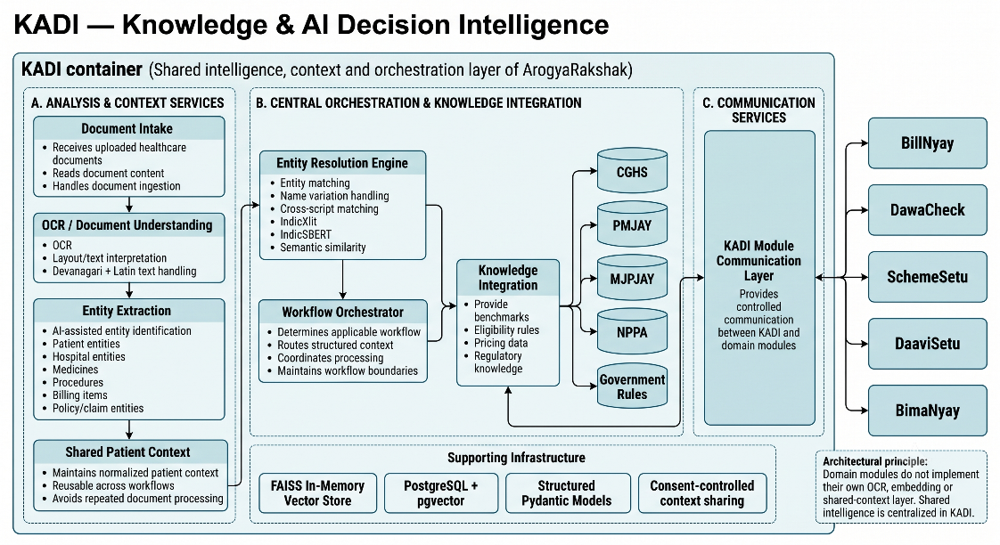 KADI — Knowledge & AI Decision Intelligence
KADI container (Shared intelligence, context and orchestration layer of ArogyaRakshak)
A. ANALYSIS & CONTEXT SERVICES
Document Intake
• Receives uploaded healthcare
documents
• Reads document content
• Handles document ingestion
OCR / Document Understanding
• OCR
• Layout/text interpretation
• Devanagari + Latin text handling
Entity Extraction
• AI-assisted entity identification
• Patient entities
• Hospital entities
• Medicines
• Procedures
• Billing items
• Policy/claim entities
Shared Patient Context
• Maintains normalized patient context
• Reusable across workflows
• Avoids repeated document processing
B. CENTRAL ORCHESTRATION & KNOWLEDGE INTEGRATION
Entity Resolution Engine
• Entity matching
• Name variation handling
• Cross-script matching
• IndicXlit
• IndicSBERT
• Semantic similarity
Workflow Orchestrator
• Determines applicable workflow
• Routes structured context
• Coordinates processing
• Maintains workflow boundaries
Knowledge
Integration
• Provide
benchmarks
• Eligibility rules
• Pricing data
• Regulatory
knowledge
CGHS
PMJAY
MJPJAY
NPPA
Government
Rules
C. COMMUNICATION
SERVICES
KADI Module
Communication
Layer
Provides
controlled
communication
between KADI and
domain modules
BillNyay
DawaCheck
SchemeSetu
DaaviSetu
BimaNyay
Supporting Infrastructure
FAISS In-Memory
Vector Store
PostgreSQL +
pgvector
Structured
Pydantic Models
Consent-controlled
context sharing
Architectural principle:
Domain modules do not implement
their own OCR, embedding or
shared-context layer. Shared
intelligence is centralized in KADI.